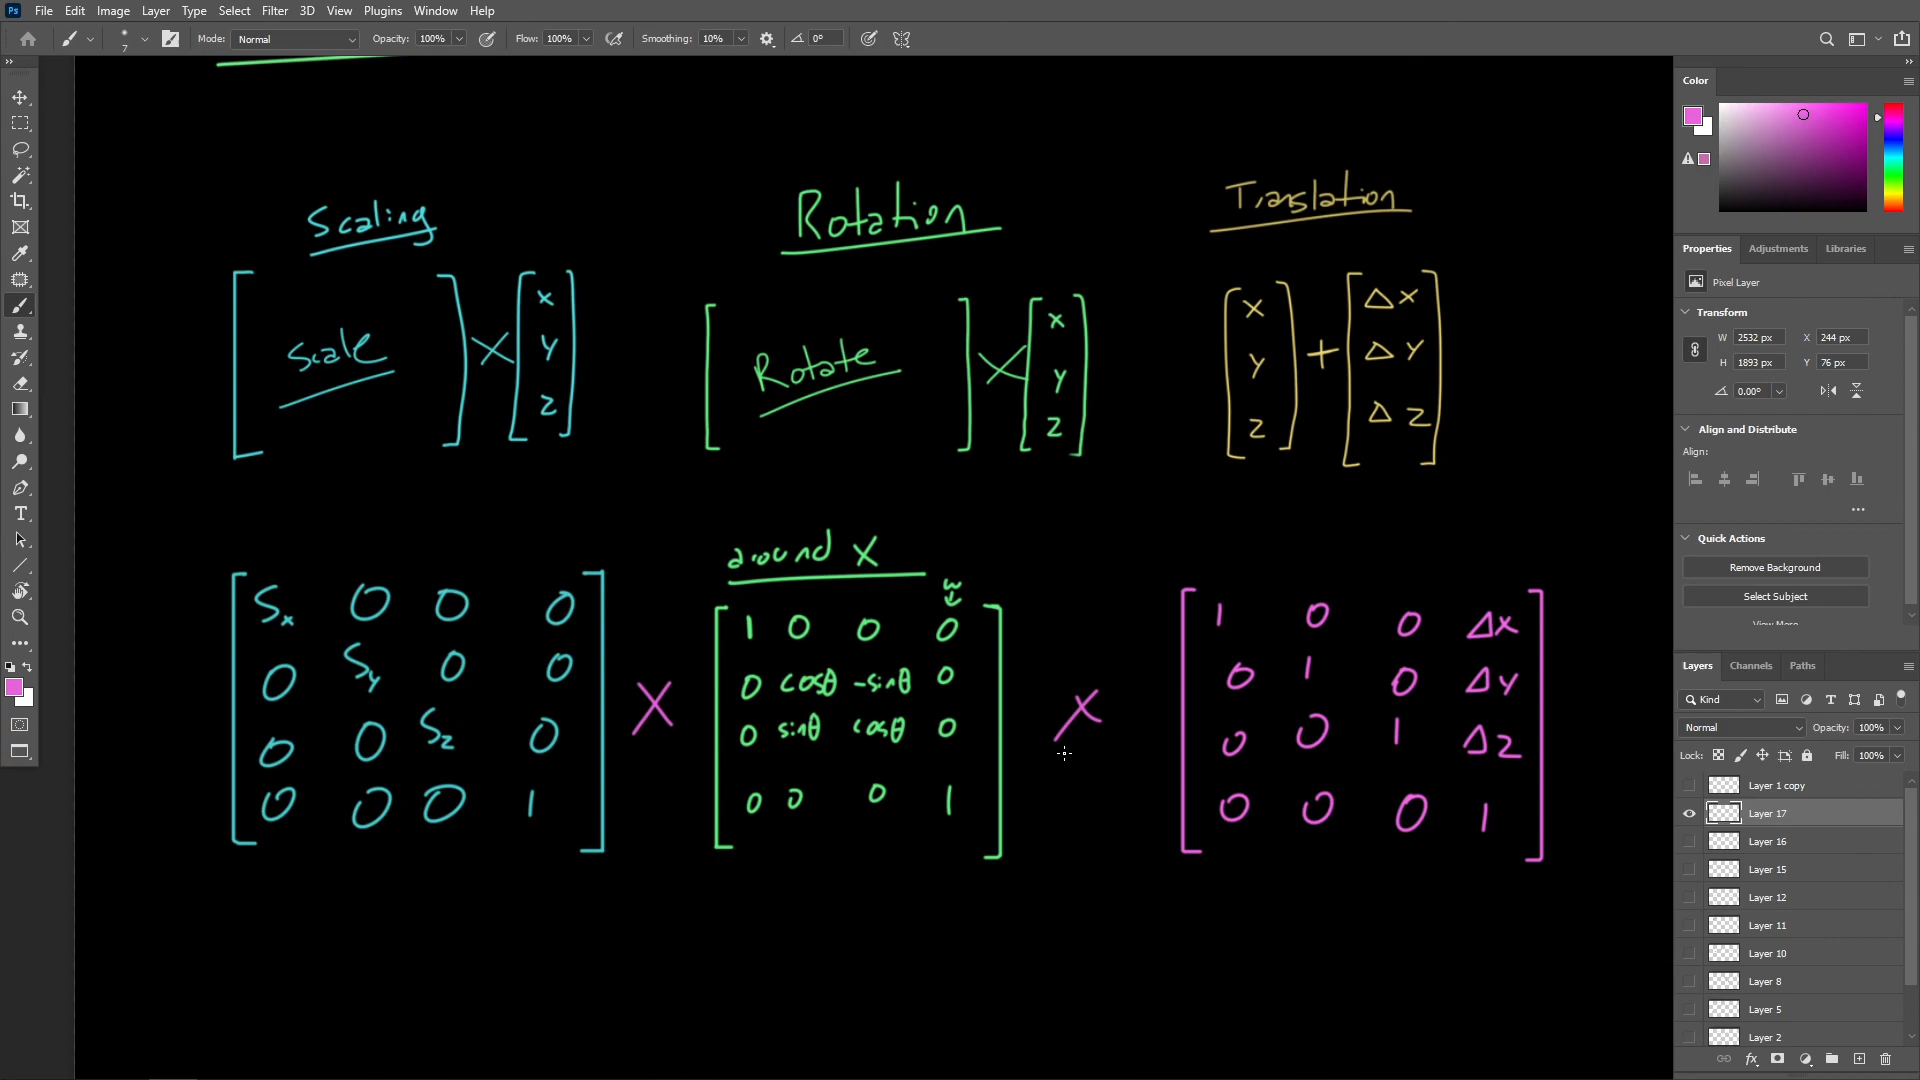 Ps File Edit Image Layer Type Select Filter 3D View Plugins Window Help
7 Mode: Normal Opacity: 100% Flow: 100% Smoothing: 10% 0°
Color
Scaling
Rotation
Translation
Scale
X
x
y
z
Rotate
X
x
y
z
x
y
z
+
Δx
Δy
Δz
around X
w
Sx 0 0 0
0 Sy 0 0
0 0 Sz 0
0 0 0 1
X
1 0 0 0
0 cosθ -sinθ 0
0 sinθ cosθ 0
0 0 0 1
X
1 0 0 Δx
0 1 0 Δy
0 0 1 Δz
0 0 0 1
Properties Adjustments Libraries
Pixel Layer
Transform
W 2532 px X 244 px
H 1893 px Y 76 px
0.00°
Align and Distribute
Align:
Quick Actions
Remove Background
Select Subject
View More
Layers Channels Paths
Kind
Normal Opacity: 100%
Lock: Fill: 100%
Layer 1 copy
Layer 17
Layer 16
Layer 15
Layer 12
Layer 11
Layer 10
Layer 8
Layer 5
Layer 2